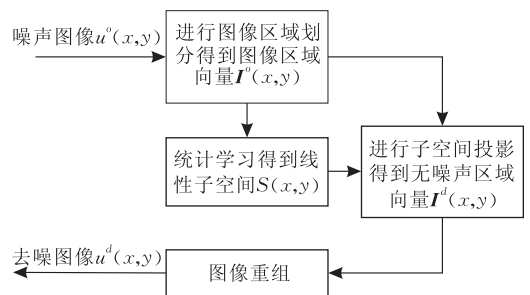 噪声图像u^o(x,y)
进行图像区域划
分得到图像区域
向量I^o(x,y)
统计学习得到线
性子空间S(x,y)
进行子空间投影
得到无噪声区域
向量I^d(x,y)
去噪图像u^d(x,y)
图像重组